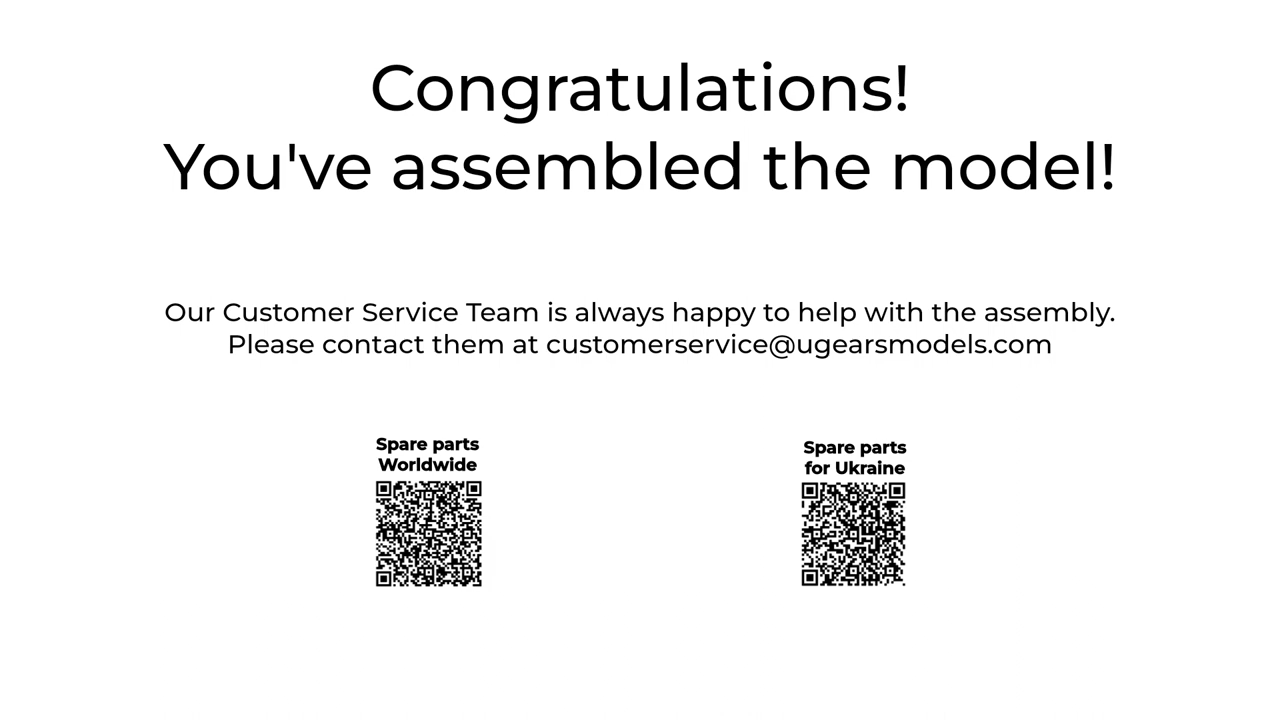 Congratulations!
You've assembled the model!
Our Customer Service Team is always happy to help with the assembly.
Please contact them at customerservice@ugearsmodels.com
Spare parts
Worldwide
Spare parts
for Ukraine